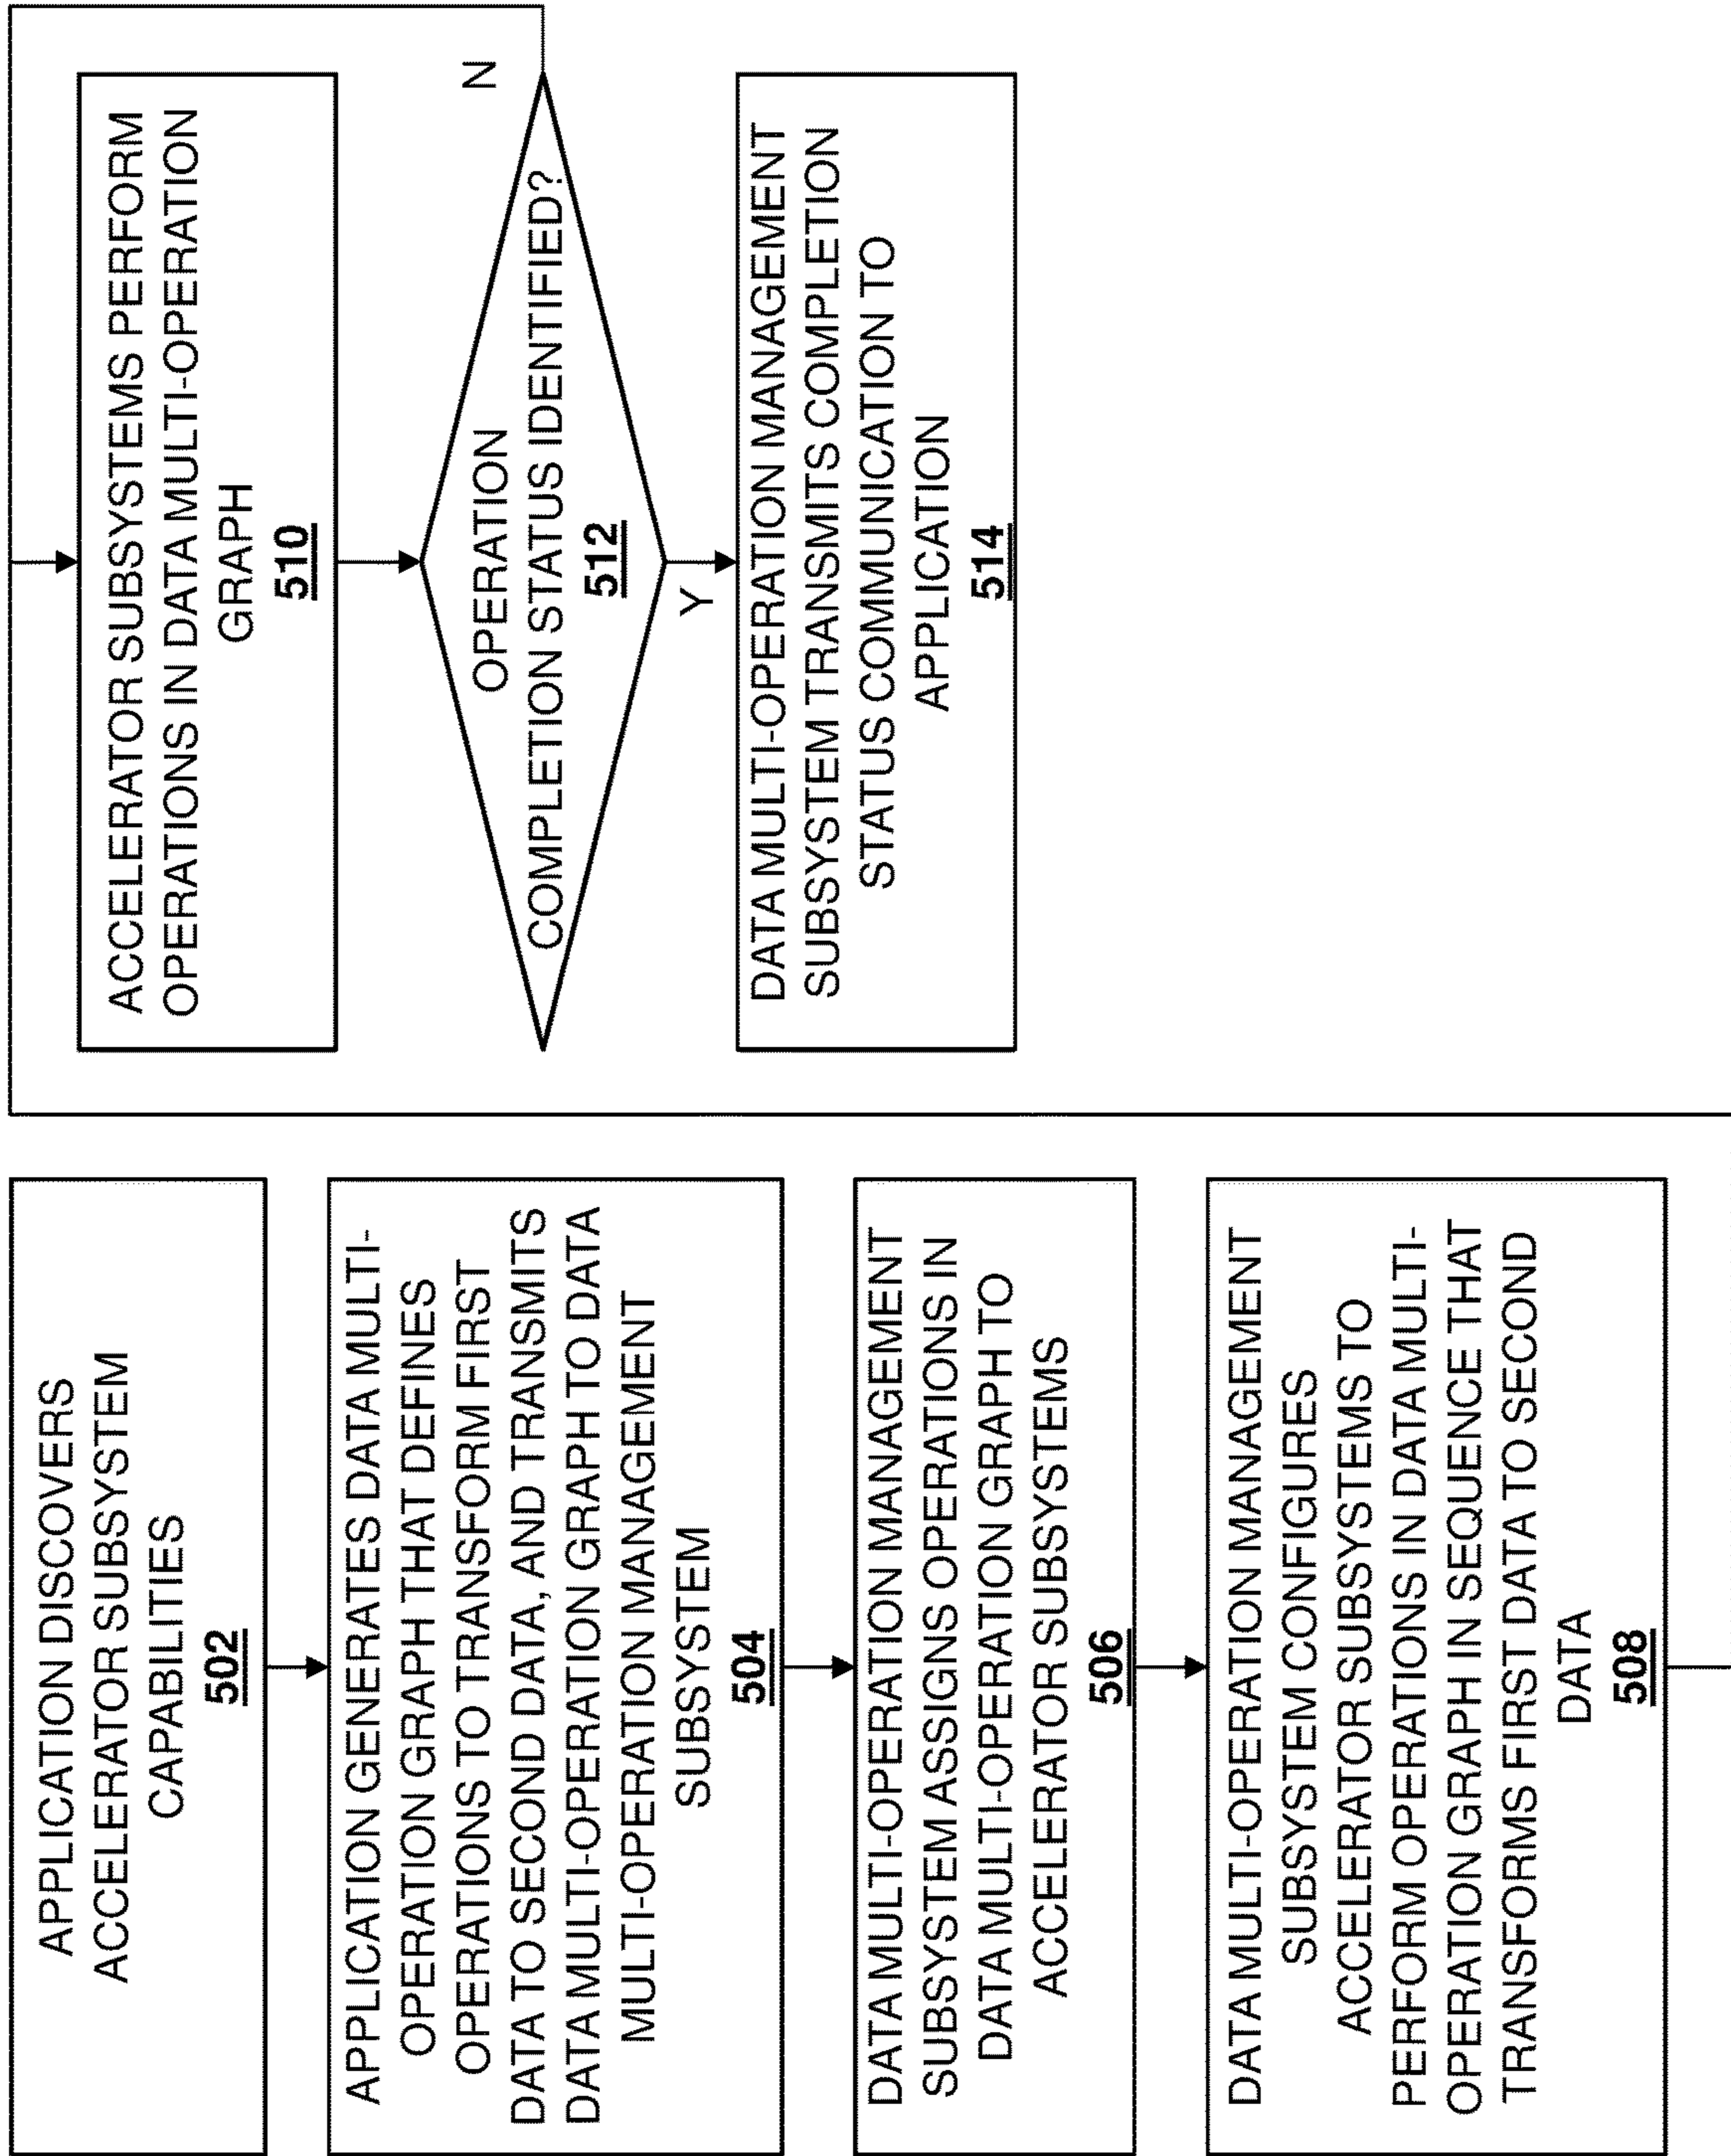 APPLICATION DISCOVERS
ACCELERATOR SUBSYSTEM
CAPABILITIES
502
APPLICATION GENERATES DATA MULTI-
OPERATION GRAPH THAT DEFINES
OPERATIONS TO TRANSFORM FIRST
DATA TO SECOND DATA, AND TRANSMITS
DATA MULTI-OPERATION GRAPH TO DATA
MULTI-OPERATION MANAGEMENT
SUBSYSTEM
504
DATA MULTI-OPERATION MANAGEMENT
SUBSYSTEM ASSIGNS OPERATIONS IN
DATA MULTI-OPERATION GRAPH TO
ACCELERATOR SUBSYSTEMS
506
DATA MULTI-OPERATION MANAGEMENT
SUBSYSTEM CONFIGURES
ACCELERATOR SUBSYSTEMS TO
PERFORM OPERATIONS IN DATA MULTI-
OPERATION GRAPH IN SEQUENCE THAT
TRANSFORMS FIRST DATA TO SECOND
DATA
508
ACCELERATOR SUBSYSTEMS PERFORM
OPERATIONS IN DATA MULTI-OPERATION
GRAPH
510
N
OPERATION
COMPLETION STATUS IDENTIFIED?
512
Y
DATA MULTI-OPERATION MANAGEMENT
SUBSYSTEM TRANSMITS COMPLETION
STATUS COMMUNICATION TO
APPLICATION
514